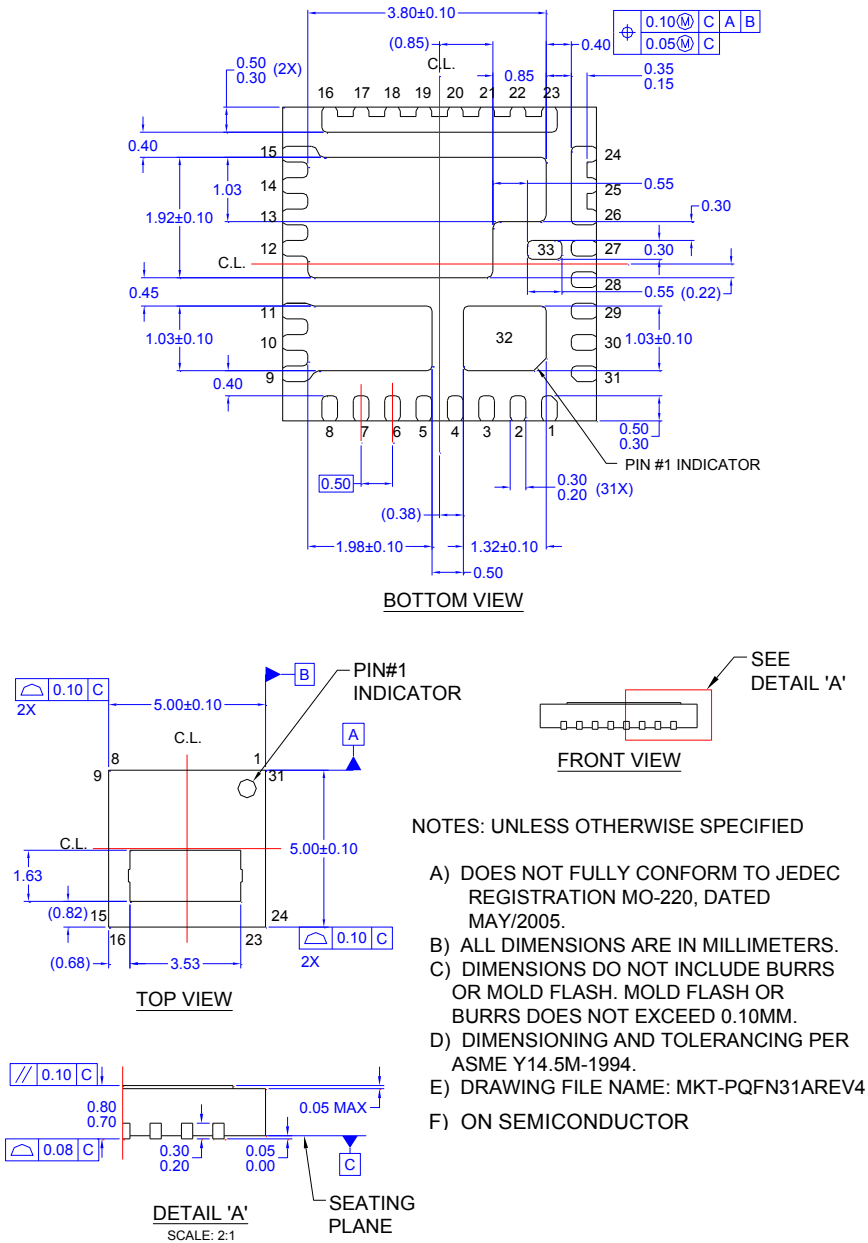 3.80±0.10
0.10Ⓜ C A B
0.05Ⓜ C
(0.85)
0.40
C.L.
0.50
0.30 (2X)
0.85
0.35
0.15
16 17 18 19 20 21 22 23
0.40
15
24
14
1.03
0.55
25
1.92±0.10
13
26
0.30
12
33
27
0.30
C.L.
28
0.45
0.55 (0.22)
11
29
1.03±0.10
10
32
30
1.03±0.10
9
31
0.40
8 7 6 5 4 3 2 1
0.50
0.30
PIN #1 INDICATOR
0.50
0.30
0.20 (31X)
(0.38)
1.98±0.10
1.32±0.10
0.50
BOTTOM VIEW
0.10 C
2X
5.00±0.10
B
PIN#1
INDICATOR
C.L.
A
8 1
9 31
C.L.
5.00±0.10
1.63
(0.82)
15 24
16 23
0.10 C
2X
(0.68)
3.53
TOP VIEW
SEE
DETAIL 'A'
FRONT VIEW
NOTES: UNLESS OTHERWISE SPECIFIED
A) DOES NOT FULLY CONFORM TO JEDEC
REGISTRATION MO-220, DATED
MAY/2005.
B) ALL DIMENSIONS ARE IN MILLIMETERS.
C) DIMENSIONS DO NOT INCLUDE BURRS
OR MOLD FLASH. MOLD FLASH OR
BURRS DOES NOT EXCEED 0.10MM.
D) DIMENSIONING AND TOLERANCING PER
ASME Y14.5M-1994.
E) DRAWING FILE NAME: MKT-PQFN31AREV4
F) ON SEMICONDUCTOR
// 0.10 C
0.80
0.70
0.05 MAX
0.08 C
0.30
0.20
0.05
0.00
C
DETAIL 'A'
SCALE: 2:1
SEATING
PLANE